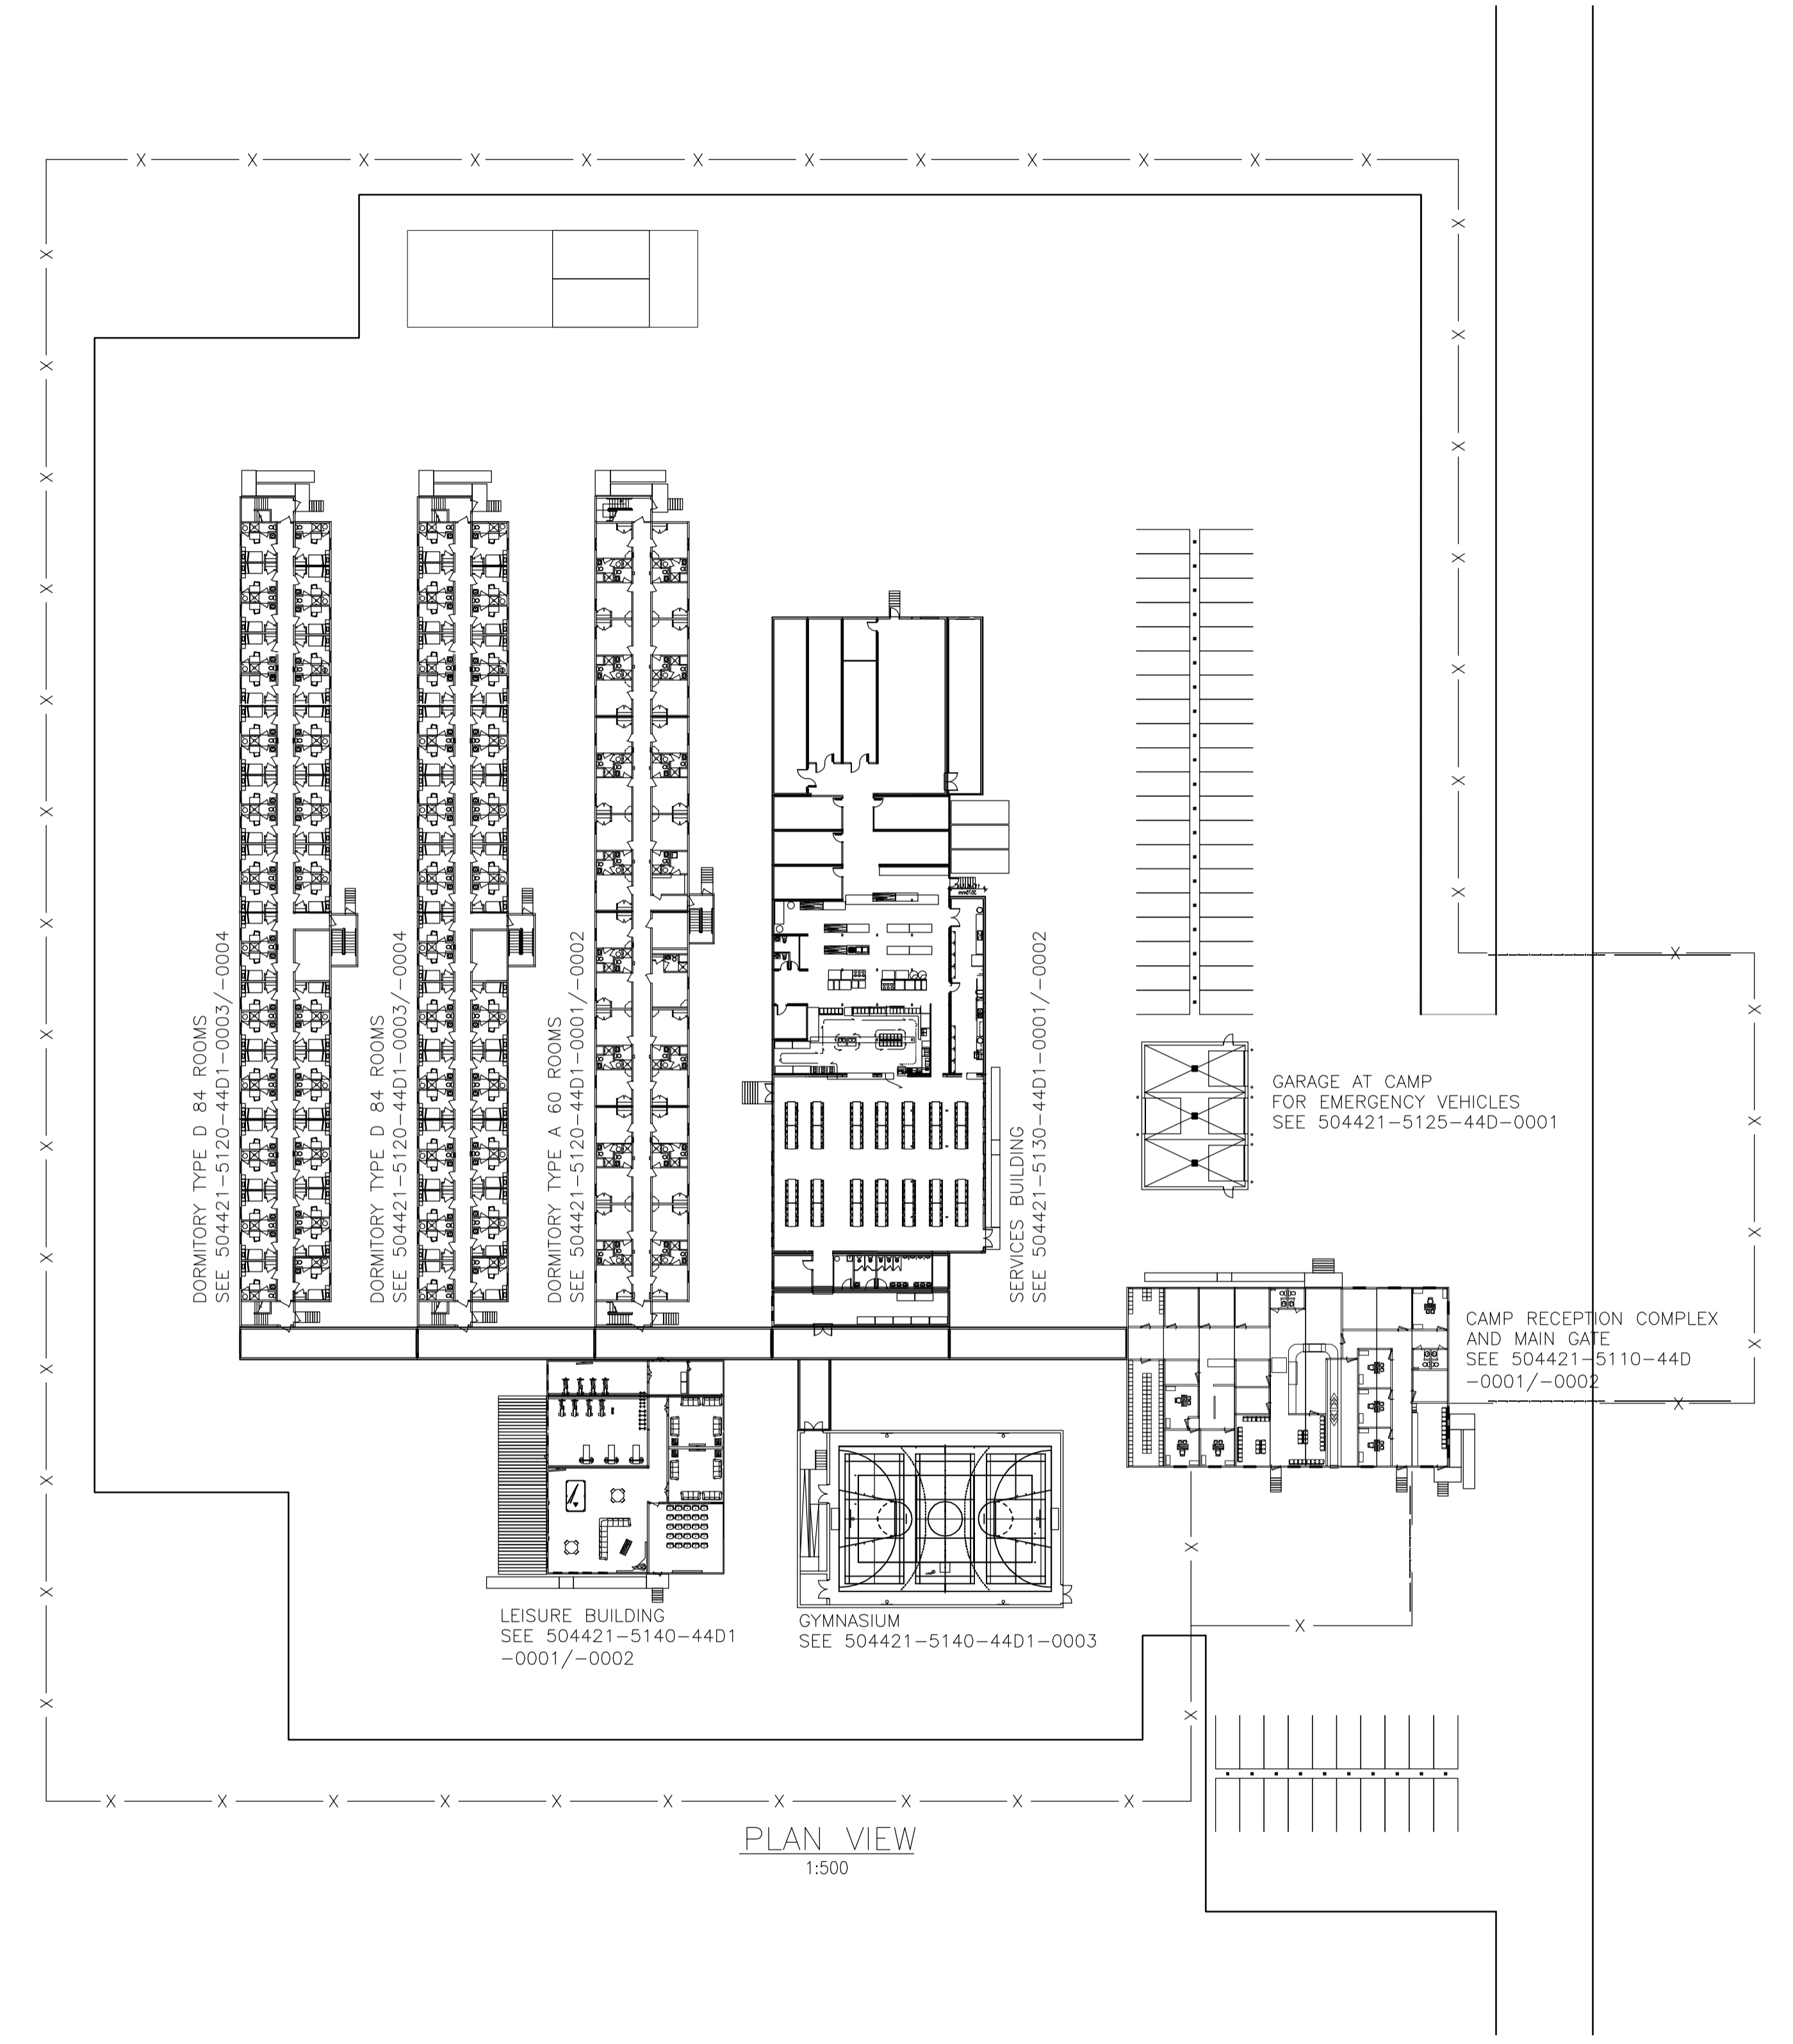 DORMITORY TYPE D 84 ROOMS
SEE 504421-5120-44D1-0003/-0004
DORMITORY TYPE D 84 ROOMS
SEE 504421-5120-44D1-0003/-0004
DORMITORY TYPE A 60 ROOMS
SEE 504421-5120-44D1-0001/-0002
SERVICES BUILDING
SEE 504421-5130-44D1-0001/-0002
GARAGE AT CAMP
FOR EMERGENCY VEHICLES
SEE 504421-5125-44D-0001
CAMP RECEPTION COMPLEX
AND MAIN GATE
SEE 504421-5110-44D
-0001/-0002
LEISURE BUILDING
SEE 504421-5140-44D1
-0001/-0002
GYMNASIUM
SEE 504421-5140-44D1-0003
PLAN VIEW
1:500